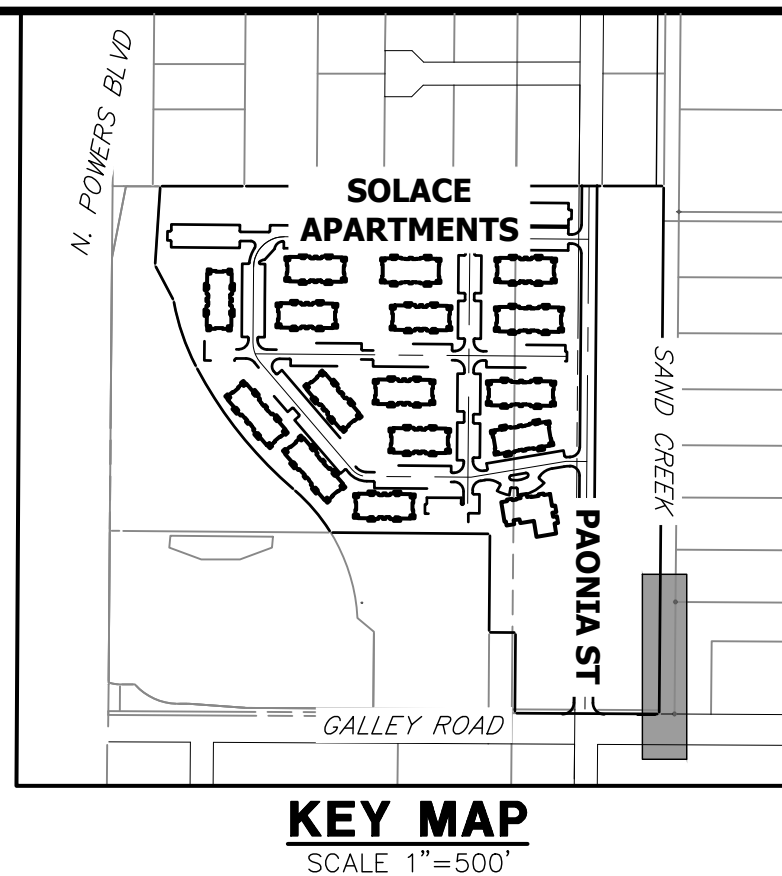 N. POWERS BLVD
SOLACE
APARTMENTS
SAND CREEK
PAONIA ST
GALLEY ROAD
KEY MAP
SCALE 1"=500'